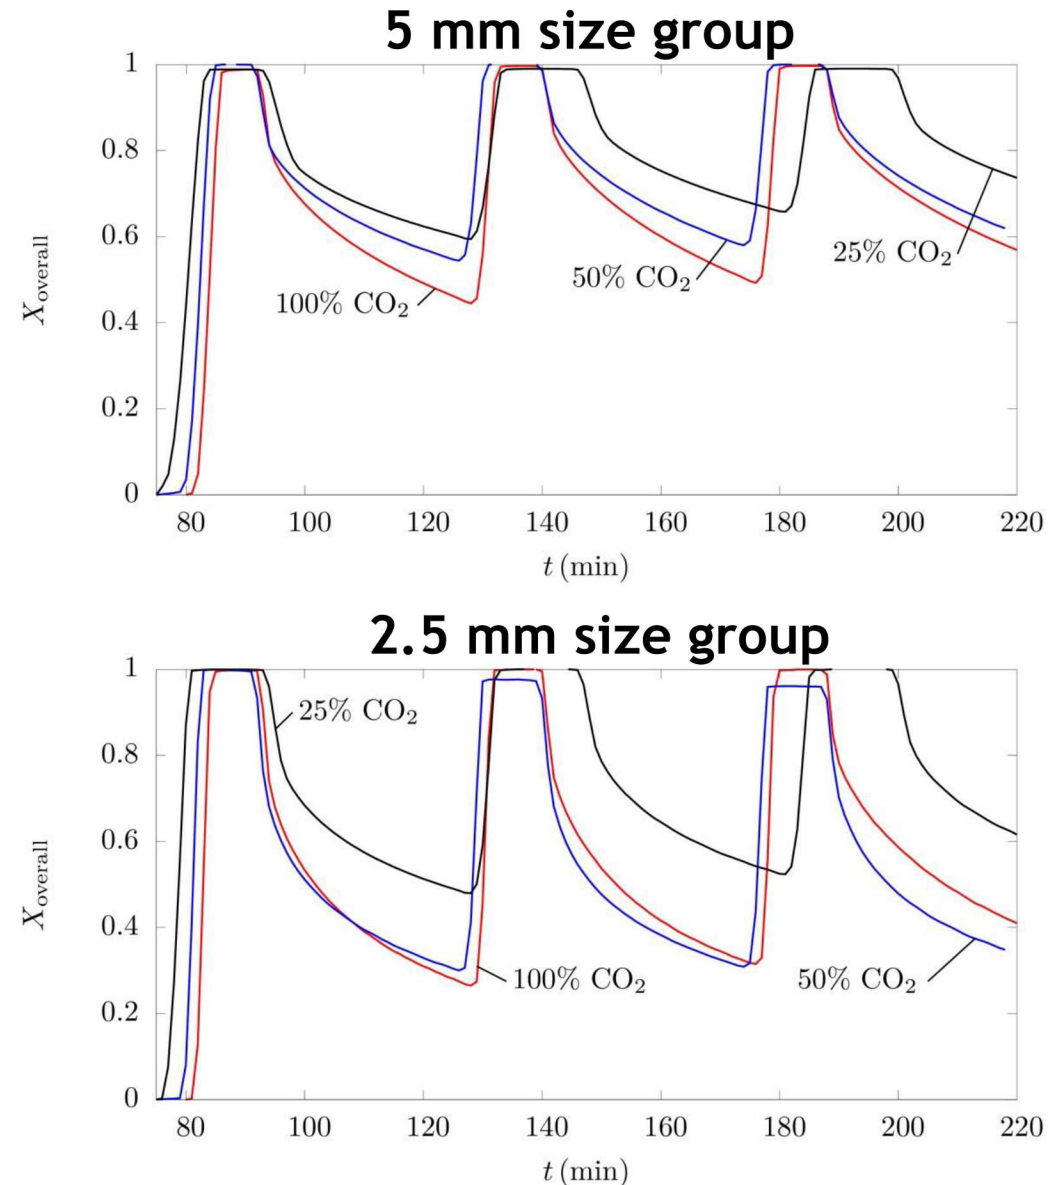 5 mm size group
1
0.8
0.6
0.4
0.2
0
X overall
25% CO₂
50% CO₂
100% CO₂
80 100 120 140 160 180 200 220
t (min)
2.5 mm size group
1
0.8
0.6
0.4
0.2
0
X overall
25% CO₂
100% CO₂
50% CO₂
80 100 120 140 160 180 200 220
t (min)